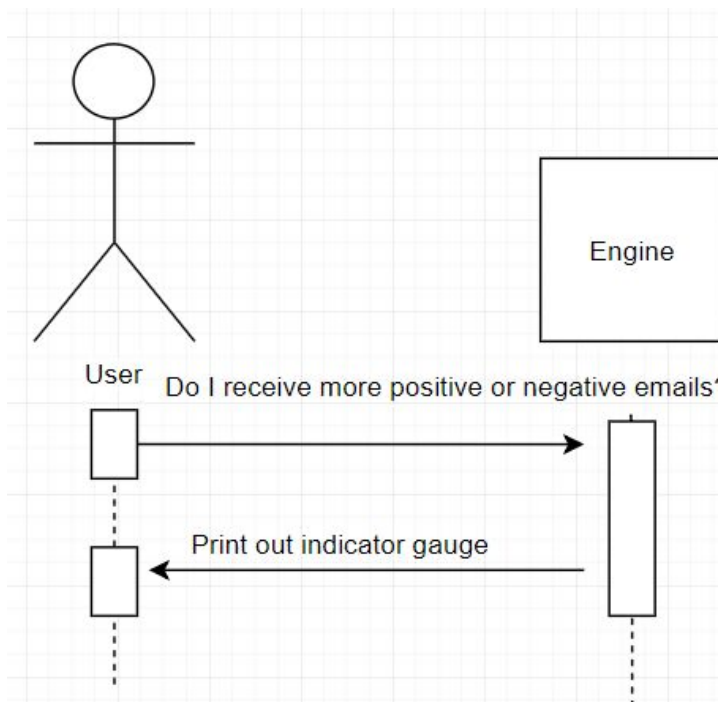 Engine
User
Do I receive more positive or negative emails?
Print out indicator gauge